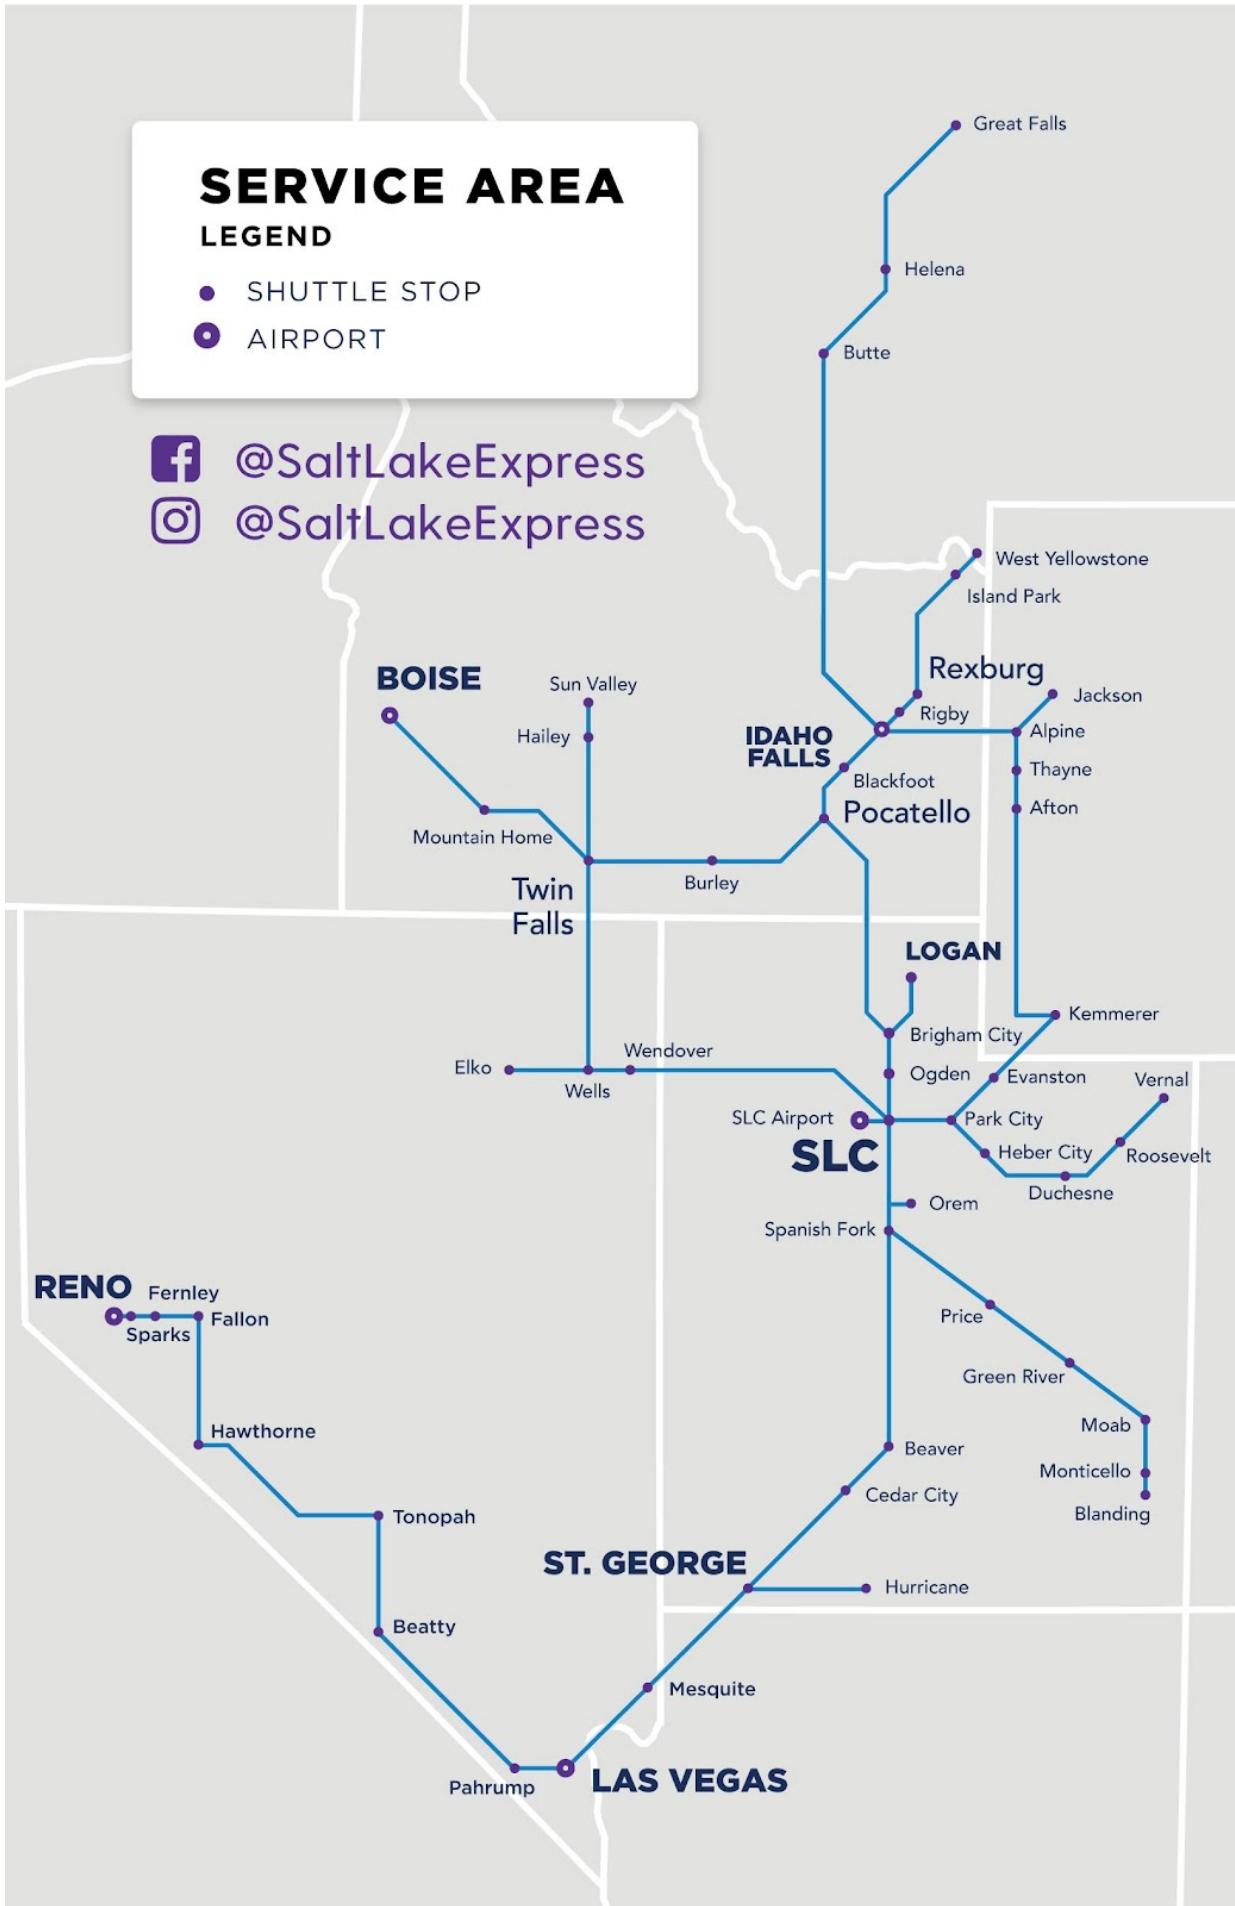 SERVICE AREA
LEGEND
SHUTTLE STOP
AIRPORT
@SaltLakeExpress
@SaltLakeExpress
Great Falls
Helena
Butte
West Yellowstone
Island Park
Rexburg
BOISE
Sun Valley
Jackson
Rigby
Hailey
IDAHO
FALLS
Alpine
Thayne
Blackfoot
Pocatello
Afton
Mountain Home
Burley
Twin
Falls
LOGAN
Kemmerer
Brigham City
Wendover
Elko
Ogden
Evanston
Vernal
Wells
SLC Airport
Park City
SLC
Heber City
Roosevelt
Duchesne
Orem
Spanish Fork
RENO
Fernley
Fallon
Sparks
Price
Green River
Moab
Hawthorne
Beaver
Monticello
Cedar City
Blanding
Tonopah
ST. GEORGE
Hurricane
Beatty
Mesquite
LAS VEGAS
Pahrump